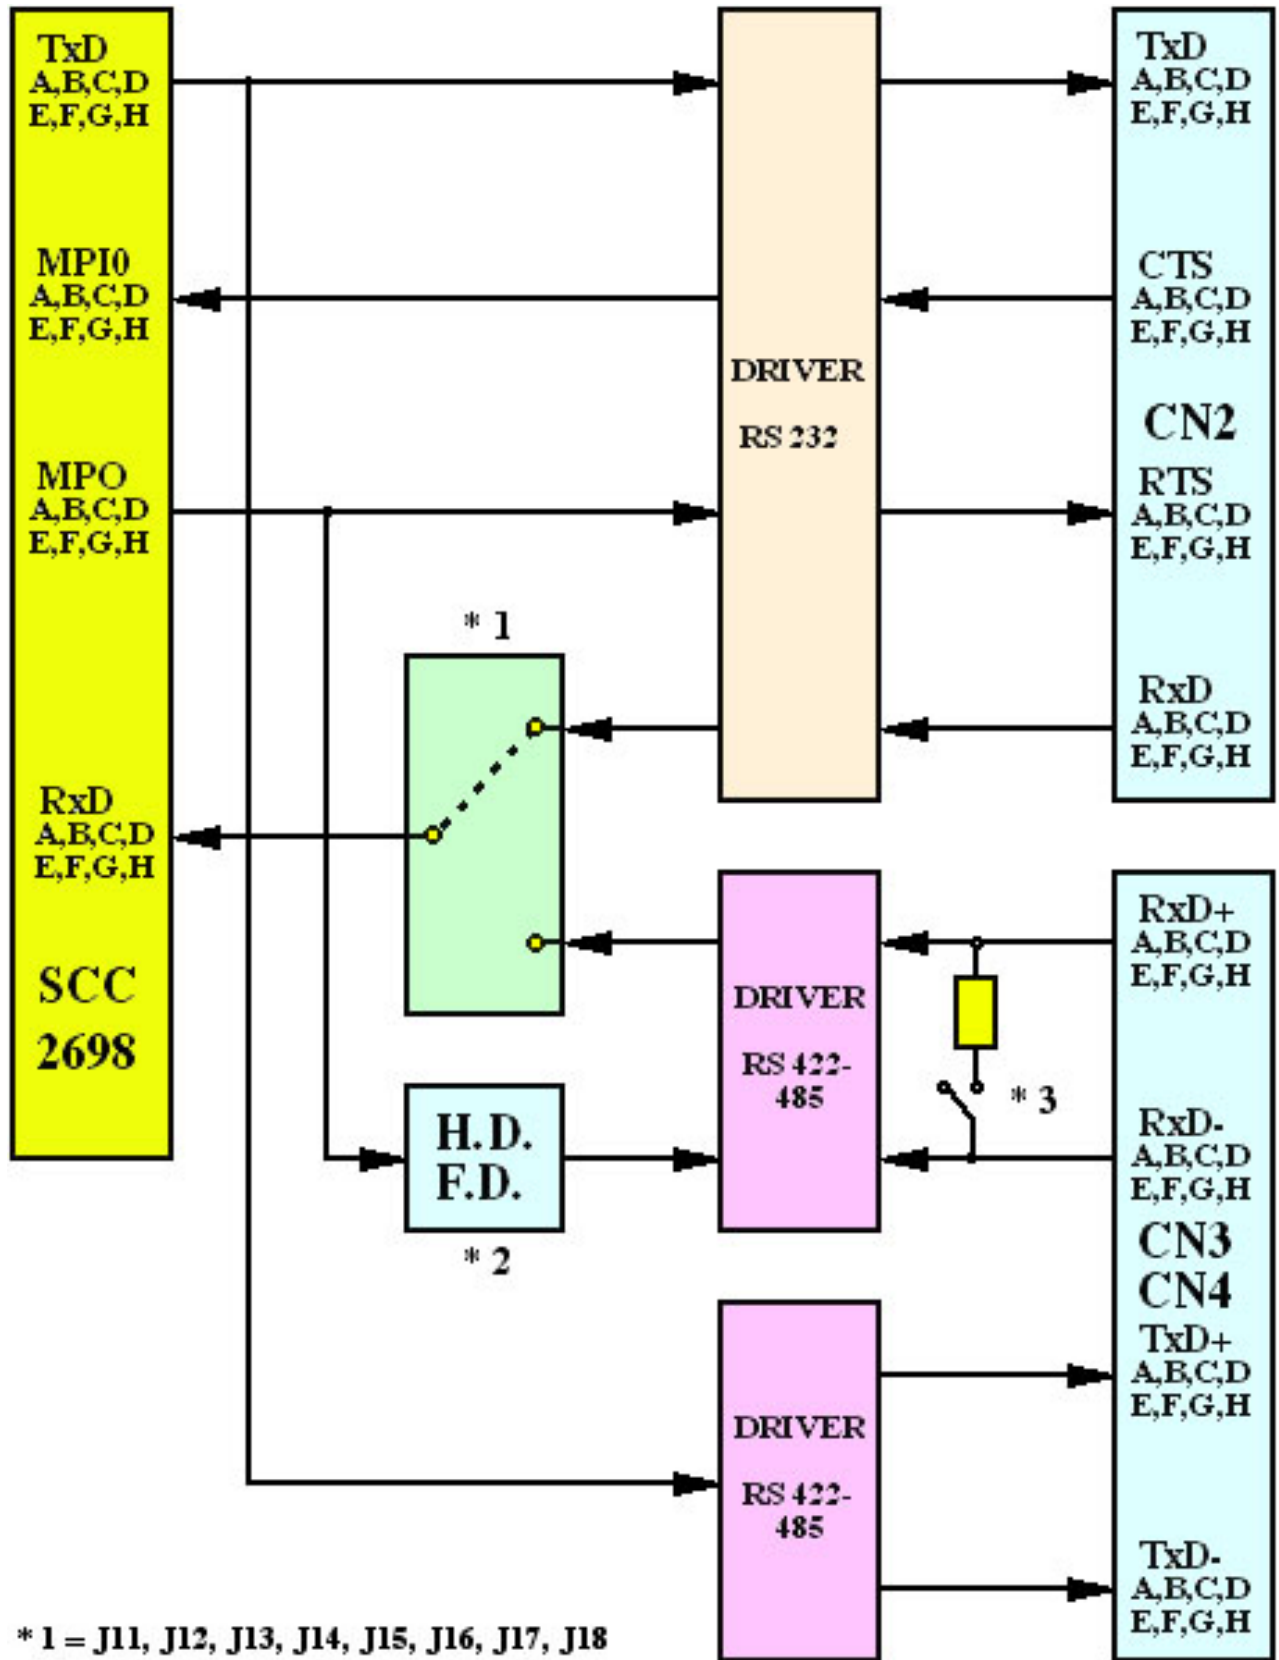 TxD
A,B,C,D
E,F,G,H
MPI0
A,B,C,D
E,F,G,H
MPO
A,B,C,D
E,F,G,H
RxD
A,B,C,D
E,F,G,H
SCC
2698
* 1
H.D.
F.D.
* 2
DRIVER
RS 232
DRIVER
RS 422-
485
* 3
DRIVER
RS 422-
485
TxD
A,B,C,D
E,F,G,H
CTS
A,B,C,D
E,F,G,H
CN2
RTS
A,B,C,D
E,F,G,H
RxD
A,B,C,D
E,F,G,H
RxD+
A,B,C,D
E,F,G,H
RxD-
A,B,C,D
E,F,G,H
CN3
CN4
TxD+
A,B,C,D
E,F,G,H
TxD-
A,B,C,D
E,F,G,H
* 1 = J11, J12, J13, J14, J15, J16, J17, J18